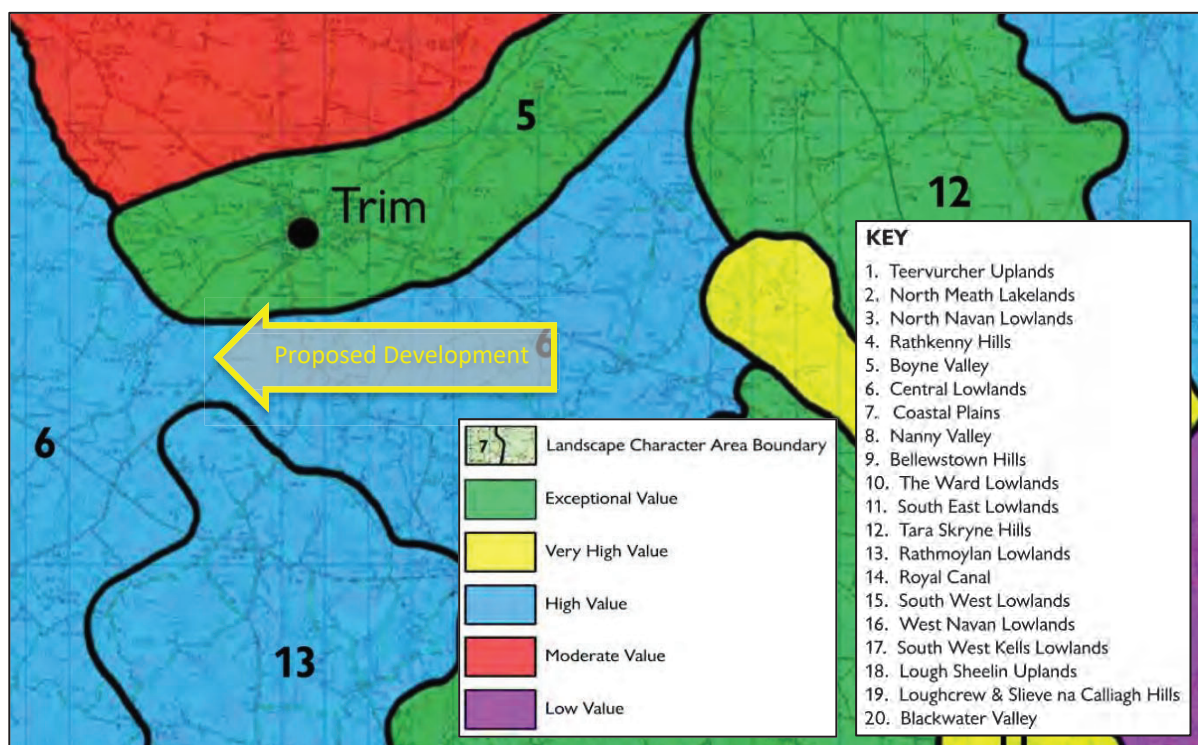 5
Trim
12
Proposed Development
6
6
13
7
Landscape Character Area Boundary
Exceptional Value
Very High Value
High Value
Moderate Value
Low Value
KEY
1. Teervurcher Uplands
2. North Meath Lakelands
3. North Navan Lowlands
4. Rathkenny Hills
5. Boyne Valley
6. Central Lowlands
7. Coastal Plains
8. Nanny Valley
9. Bellewstown Hills
10. The Ward Lowlands
11. South East Lowlands
12. Tara Skryne Hills
13. Rathmoylan Lowlands
14. Royal Canal
15. South West Lowlands
16. West Navan Lowlands
17. South West Kells Lowlands
18. Lough Sheelin Uplands
19. Loughcrew & Slieve na Calliagh Hills
20. Blackwater Valley